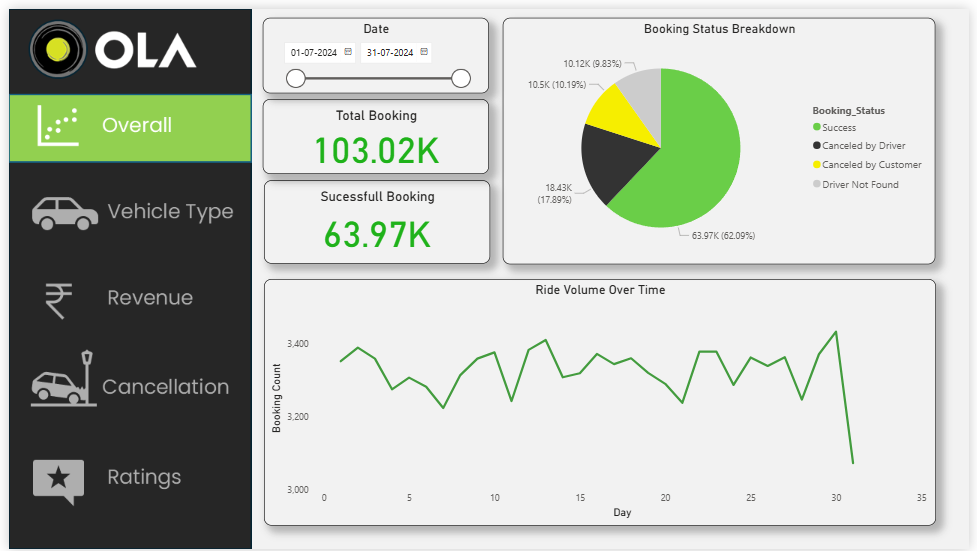 OLA
Overall
Vehicle Type
Revenue
Cancellation
Ratings
Date
01-07-2024
31-07-2024
Total Booking
103.02K
Sucessfull Booking
63.97K
Booking Status Breakdown
10.12K (9.83%)
10.5K (10.19%)
18.43K
(17.89%)
63.97K (62.09%)
Booking_Status
Success
Canceled by Driver
Canceled by Customer
Driver Not Found
Ride Volume Over Time
Booking Count
3,400
3,200
3,000
0 5 10 15 20 25 30 35
Day